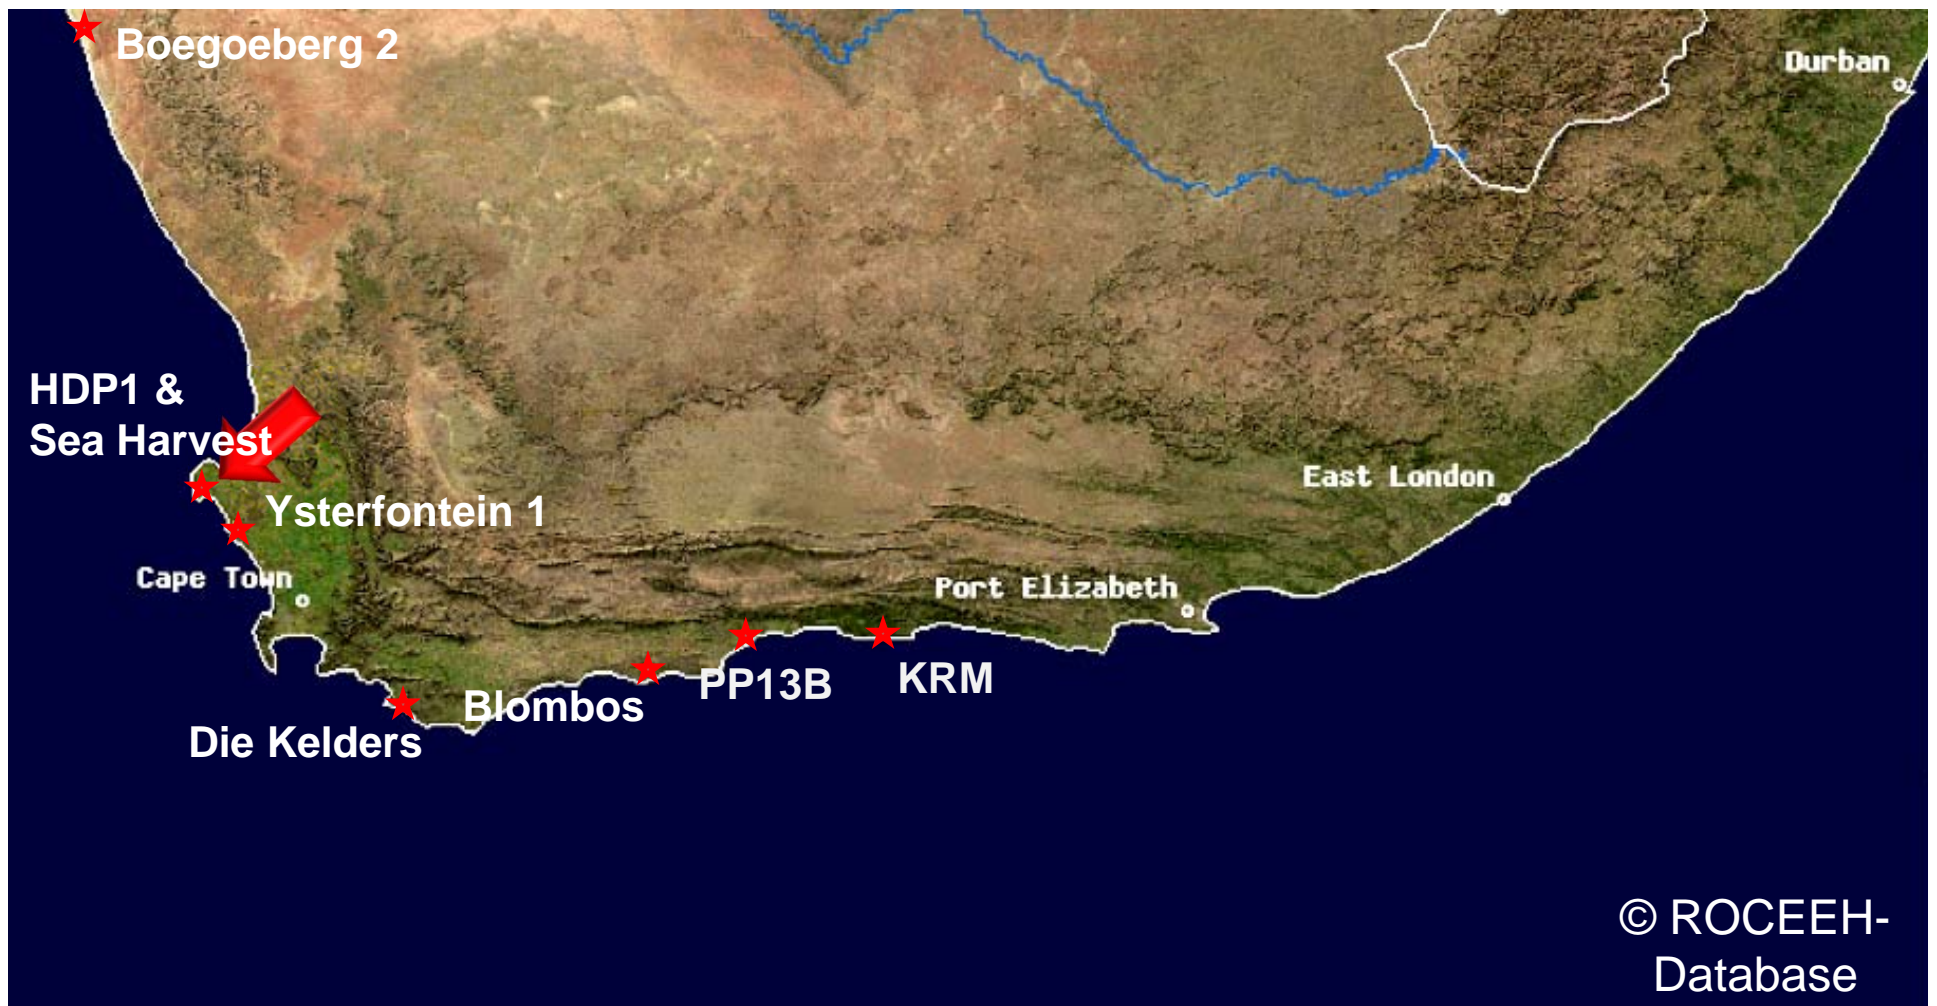 Boegoeberg 2
Durban
HDP1 &
Sea Harvest
East London
Ysterfontein 1
Cape Town
Port Elizabeth
PP13B
KRM
Blombos
Die Kelders
© ROCEEH-
Database